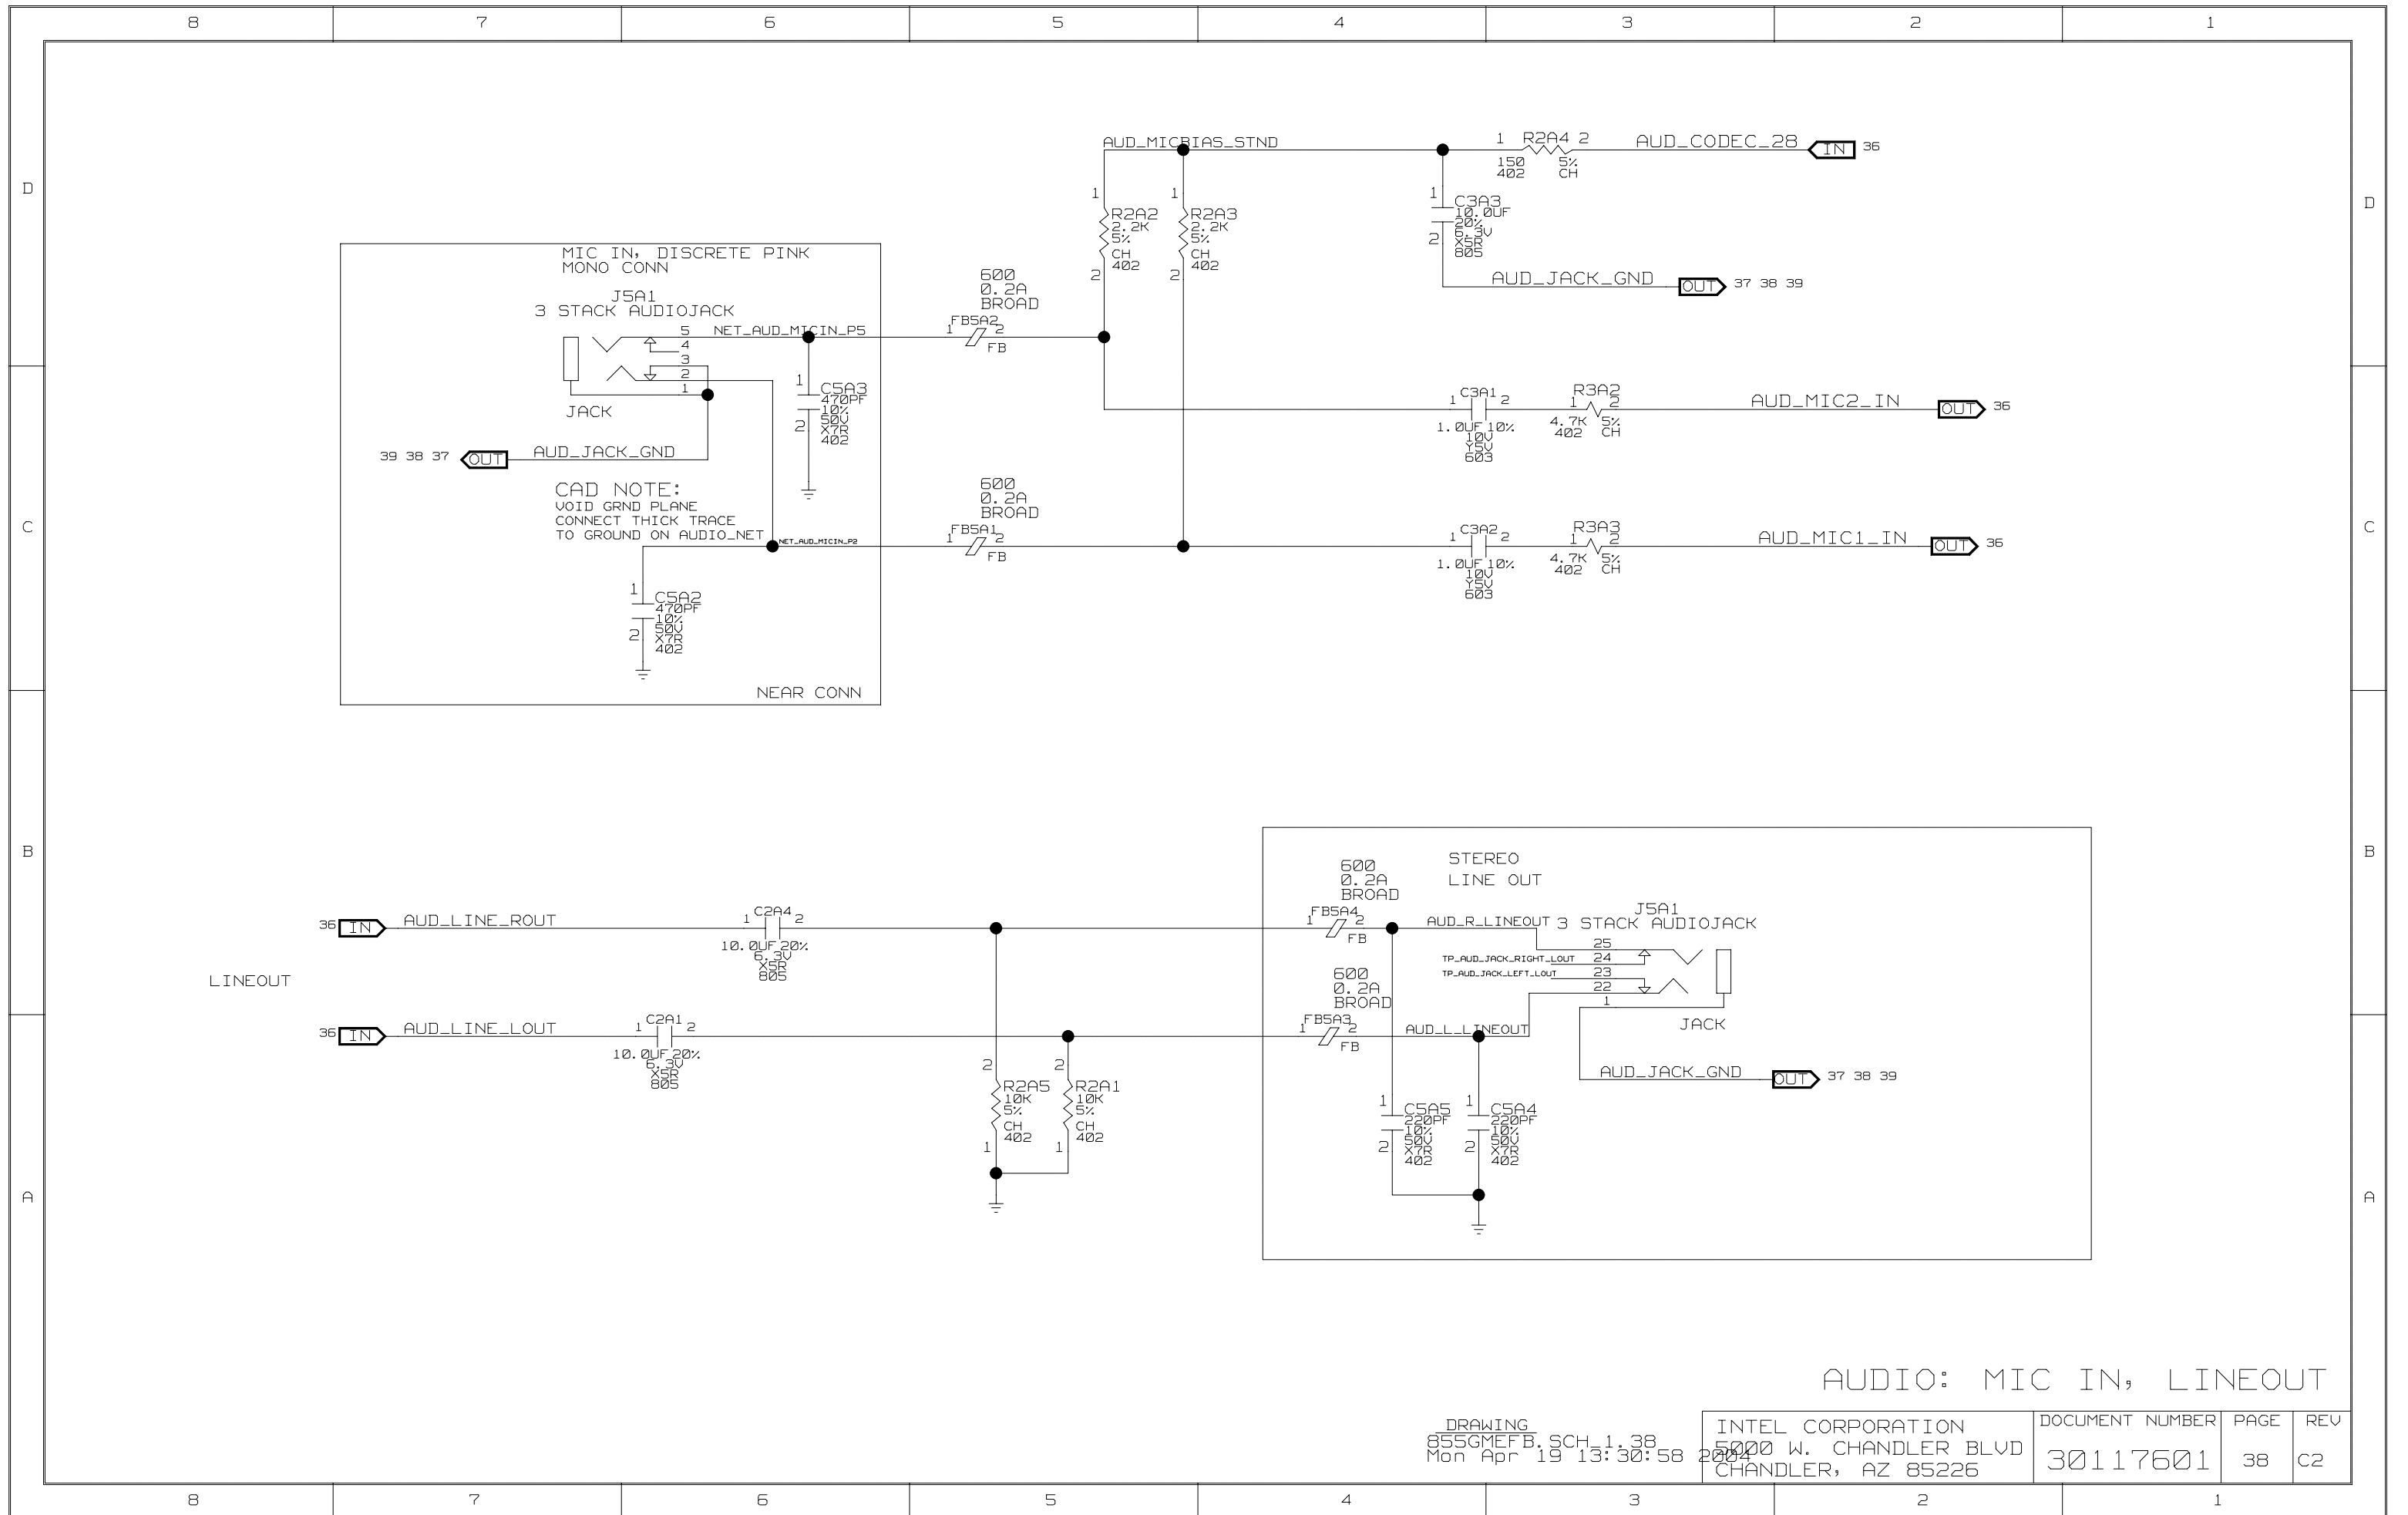 8 7 6 5 4 3 2 1
D
D
C
C
B
B
A
A
AUD_MICBIAS_STND
1 R2A4 2
150 5%
402 CH
AUD_CODEC_28
IN 36
1
R2A2
2.2K
5%
CH
402
2
1
R2A3
2.2K
5%
CH
402
2
1
C3A3
10.0UF
20%
6.3V
X5R
805
2
AUD_JACK_GND
OUT 37 38 39
MIC IN, DISCRETE PINK
MONO CONN
J5A1
3 STACK AUDIOJACK
5
4
3
2
1
JACK
NET_AUD_MICIN_P5
600
0.2A
BROAD
FB5A2
1 2
FB
1
C5A3
470PF
10%
50V
X7R
402
2
39 38 37 OUT
AUD_JACK_GND
CAD NOTE:
VOID GRND PLANE
CONNECT THICK TRACE
TO GROUND ON AUDIO_NET
NET_AUD_MICIN_P2
1
C5A2
470PF
10%
50V
X7R
402
2
NEAR CONN
600
0.2A
BROAD
FB5A1
1 2
FB
C3A1
1 2
1.0UF 10%
10V
Y5V
603
R3A2
1 2
4.7K 5%
402 CH
AUD_MIC2_IN
OUT 36
C3A2
1 2
1.0UF 10%
10V
Y5V
603
R3A3
1 2
4.7K 5%
402 CH
AUD_MIC1_IN
OUT 36
LINEOUT
36 IN
AUD_LINE_ROUT
C2A4
1 2
10.0UF 20%
6.3V
X5R
805
36 IN
AUD_LINE_LOUT
C2A1
1 2
10.0UF 20%
6.3V
X5R
805
2
R2A5
10K
5%
CH
402
1
2
R2A1
10K
5%
CH
402
1
600
0.2A
BROAD
FB5A4
1 2
FB
600
0.2A
BROAD
FB5A3
1 2
FB
STEREO
LINE OUT
AUD_R_LINEOUT
J5A1
3 STACK AUDIOJACK
25
TP_AUD_JACK_RIGHT_LOUT 24
TP_AUD_JACK_LEFT_LOUT 23
22
1
JACK
AUD_L_LINEOUT
AUD_JACK_GND
OUT 37 38 39
1
C5A5
220PF
10%
50V
X7R
402
2
1
C5A4
220PF
10%
50V
X7R
402
2
AUDIO: MIC IN, LINEOUT
DRAWING
855GMEFB.SCH_1.38
Mon Apr 19 13:30:58 2004
INTEL CORPORATION
5000 W. CHANDLER BLVD
CHANDLER, AZ 85226
DOCUMENT NUMBER
30117601
PAGE
38
REV
C2
8 7 6 5 4 3 2 1